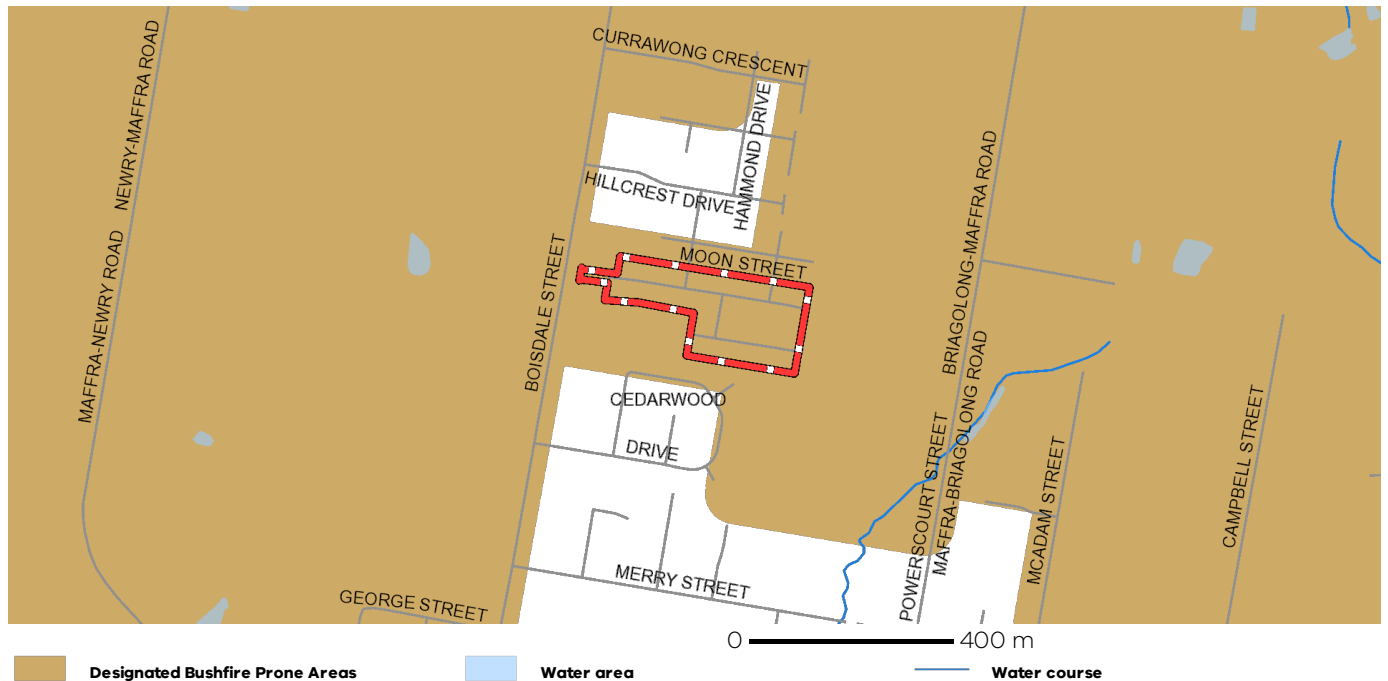 CURRAWONG CRESCENT
NEWRY-MAFFRA ROAD
HAMMOND DRIVE
HILLCREST DRIVE
BRIAGOLONG-MAFFRA ROAD
MAFFRA-NEWRY ROAD
BOISDALE STREET
MOON STREET
MAFFRA-BRIAGOLONG ROAD
CEDARWOOD
DRIVE
POWERSCOURT STREET
MCADAM STREET
CAMPBELL STREET
MERRY STREET
GEORGE STREET
0 400 m
Designated Bushfire Prone Areas Water area Water course